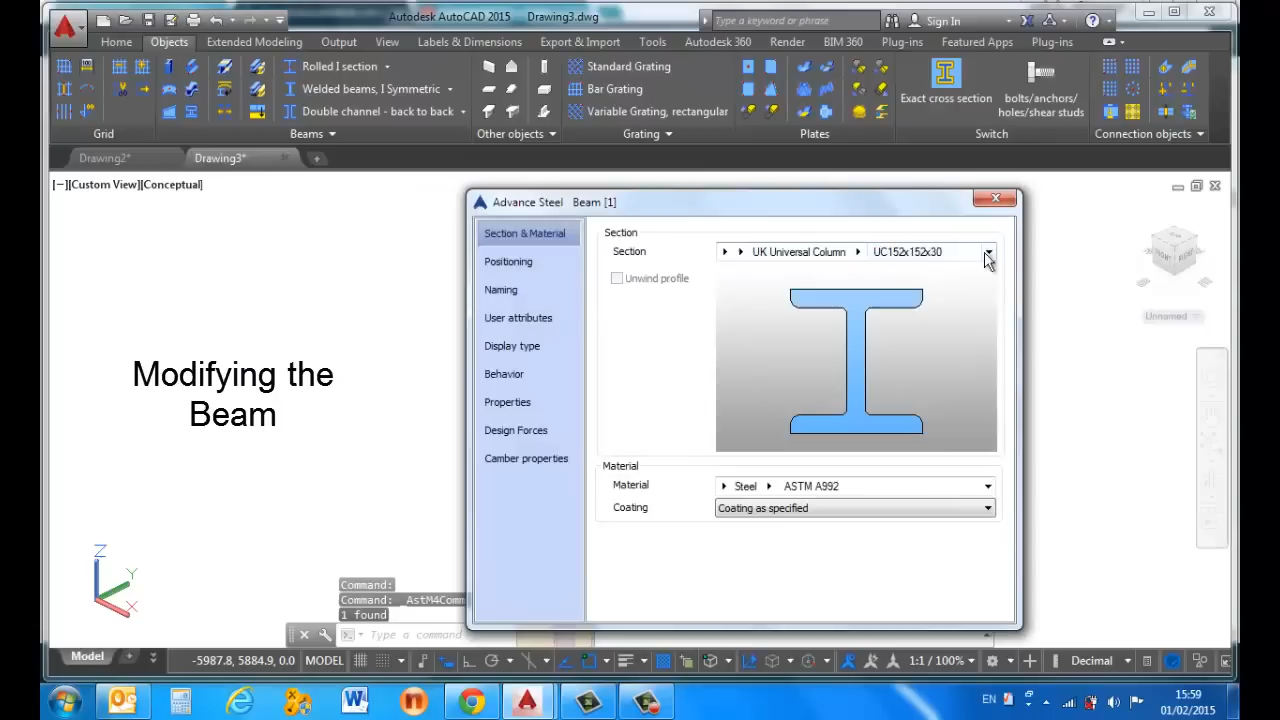 Autodesk AutoCAD 2015 Drawing3.dwg
Type a keyword or phrase
Sign In
Home Objects Extended Modeling Output View Labels & Dimensions Export & Import Tools Autodesk 360 Render BIM 360 Plug-ins Featured Apps Plug-ins
Rolled I section
Standard Grating
Welded beams, I Symmetric
Bar Grating
Exact cross section
bolts/anchors/
holes/shear studs
Double channel - back to back
Variable Grating, rectangular
Grid Beams Other objects Grating Plates Switch Connection objects
Drawing2* Drawing3*
[−][Custom View][Conceptual]
Advance Steel Beam [1]
Section & Material
Positioning
Naming
User attributes
Display type
Behavior
Properties
Design Forces
Camber properties
Section
Section UK Universal Column UC152x152x30
Unwind profile
Material
Material Steel ASTM A992
Coating Coating as specified
Unnamed
Modifying the
Beam
Z
Y
X
Command:
Command: _AstM4Comm
1 found
Type a command
Model -5987.8, 5884.9, 0.0 MODEL 1:1 / 100% Decimal
EN
15:59
01/02/2015